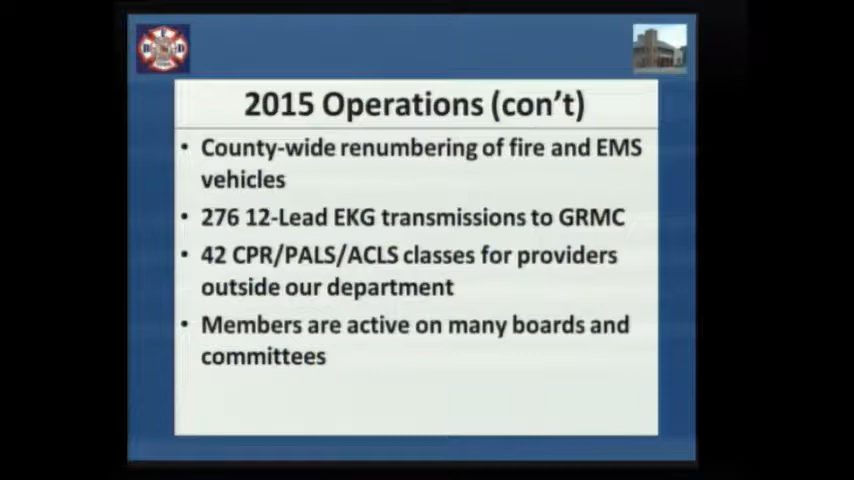 2015 Operations (con't)
• County-wide renumbering of fire and EMS
vehicles
• 276 12-Lead EKG transmissions to GRMC
• 42 CPR/PALS/ACLS classes for providers
outside our department
• Members are active on many boards and
committees